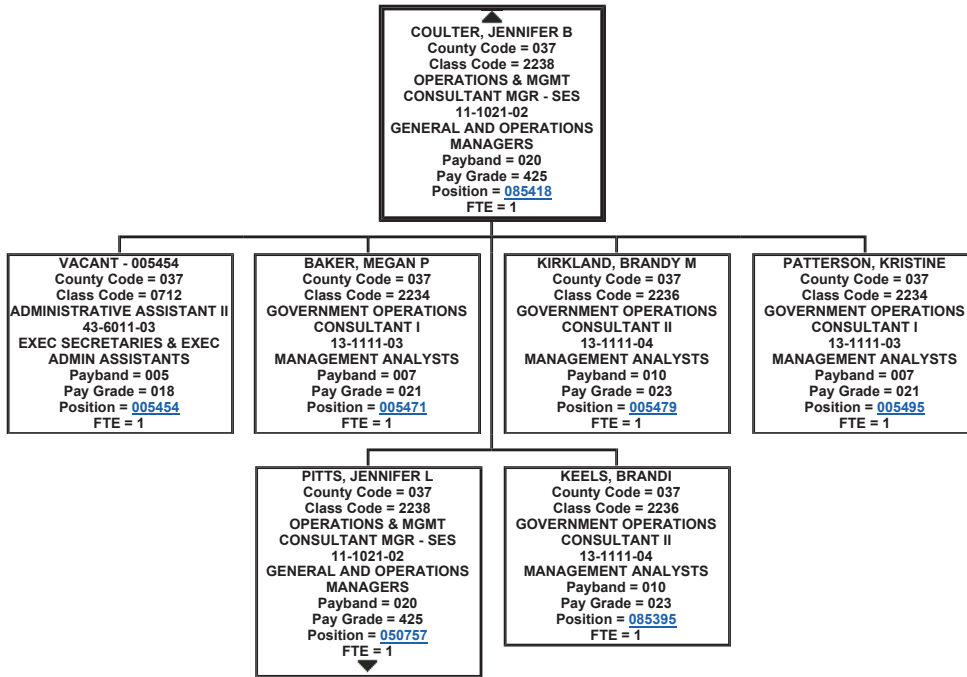 COULTER, JENNIFER B
County Code = 037
Class Code = 2238
OPERATIONS & MGMT
CONSULTANT MGR - SES
11-1021-02
GENERAL AND OPERATIONS
MANAGERS
Payband = 020
Pay Grade = 425
Position = 085418
FTE = 1
VACANT - 005454
County Code = 037
Class Code = 0712
ADMINISTRATIVE ASSISTANT II
43-6011-03
EXEC SECRETARIES & EXEC
ADMIN ASSISTANTS
Payband = 005
Pay Grade = 018
Position = 005454
FTE = 1
BAKER, MEGAN P
County Code = 037
Class Code = 2234
GOVERNMENT OPERATIONS
CONSULTANT I
13-1111-03
MANAGEMENT ANALYSTS
Payband = 007
Pay Grade = 021
Position = 005471
FTE = 1
KIRKLAND, BRANDY M
County Code = 037
Class Code = 2236
GOVERNMENT OPERATIONS
CONSULTANT II
13-1111-04
MANAGEMENT ANALYSTS
Payband = 010
Pay Grade = 023
Position = 005479
FTE = 1
PATTERSON, KRISTINE
County Code = 037
Class Code = 2234
GOVERNMENT OPERATIONS
CONSULTANT I
13-1111-03
MANAGEMENT ANALYSTS
Payband = 007
Pay Grade = 021
Position = 005495
FTE = 1
PITTS, JENNIFER L
County Code = 037
Class Code = 2238
OPERATIONS & MGMT
CONSULTANT MGR - SES
11-1021-02
GENERAL AND OPERATIONS
MANAGERS
Payband = 020
Pay Grade = 425
Position = 050757
FTE = 1
KEELS, BRANDI
County Code = 037
Class Code = 2236
GOVERNMENT OPERATIONS
CONSULTANT II
13-1111-04
MANAGEMENT ANALYSTS
Payband = 010
Pay Grade = 023
Position = 085395
FTE = 1